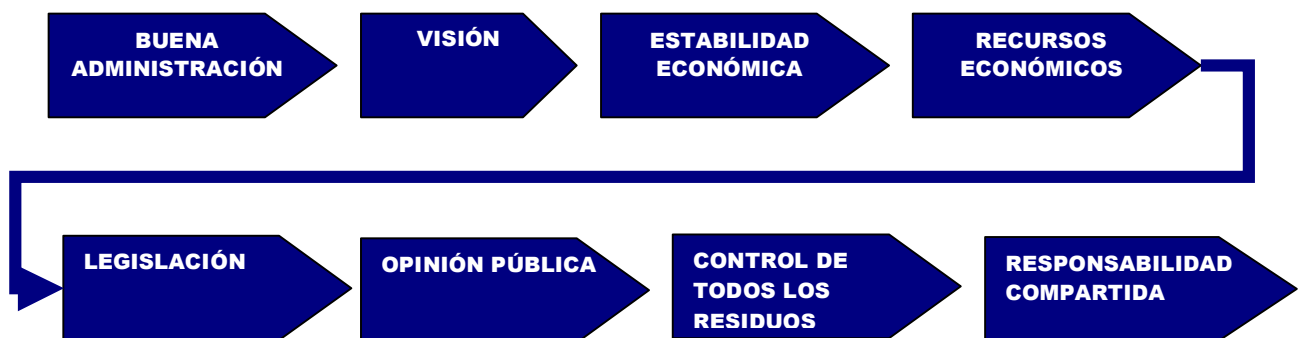 BUENA
ADMINISTRACIÓN
VISIÓN
ESTABILIDAD
ECONÓMICA
RECURSOS
ECONÓMICOS
LEGISLACIÓN
OPINIÓN PÚBLICA
CONTROL DE
TODOS LOS
RESIDUOS
RESPONSABILIDAD
COMPARTIDA